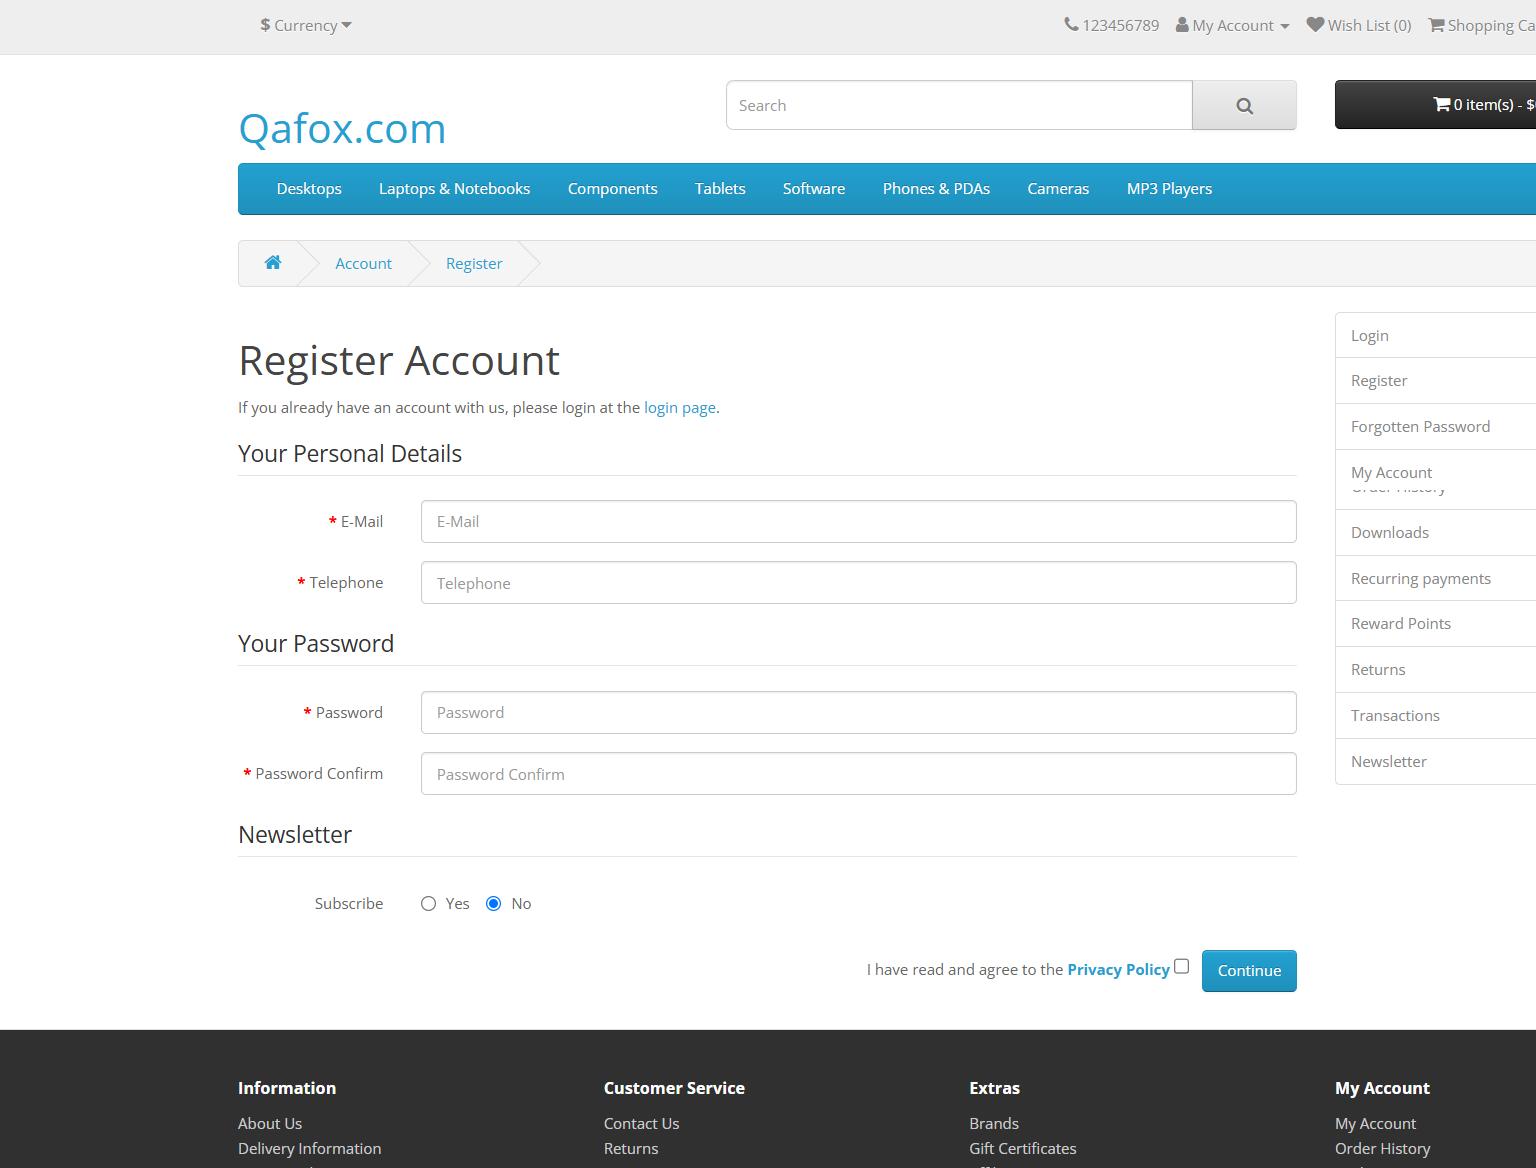 $ Currency
123456789 My Account Wish List (0) Shopping Ca
Qafox.com
Search
0 item(s) - $
Desktops Laptops & Notebooks Components Tablets Software Phones & PDAs Cameras MP3 Players
Account Register
Register Account
If you already have an account with us, please login at the login page.
Your Personal Details
* E-Mail E-Mail
* Telephone Telephone
Your Password
* Password Password
* Password Confirm Password Confirm
Newsletter
Subscribe Yes No
I have read and agree to the Privacy Policy Continue
Login
Register
Forgotten Password
My Account
Order History
Downloads
Recurring payments
Reward Points
Returns
Transactions
Newsletter
Information
About Us
Delivery Information
Customer Service
Contact Us
Returns
Extras
Brands
Gift Certificates
My Account
My Account
Order History